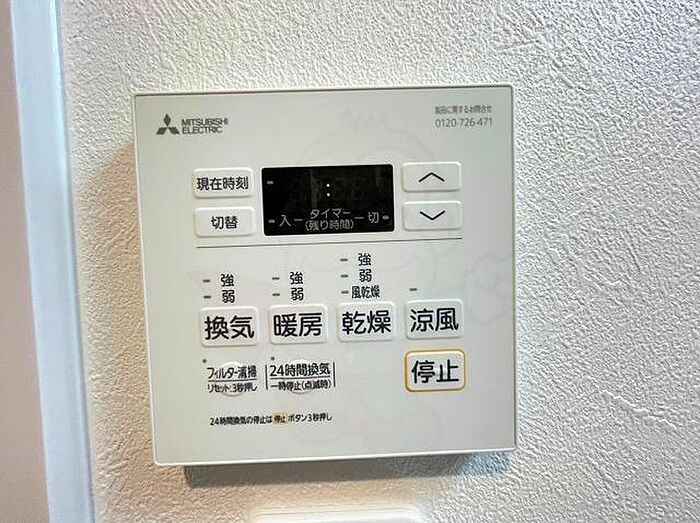 MITSUBISHI
ELECTRIC
製品に関するお問合せ
0120-726-471
現在時刻
切替
タイマー
入 (残り時間) 切
強
弱
強
弱
強
弱
風乾燥
換気 暖房 乾燥 涼風
フィルター清掃
リセット:3秒押し
24時間換気
一時停止(点滅時)
停止
24時間換気の停止は 停止 ボタン3秒押し